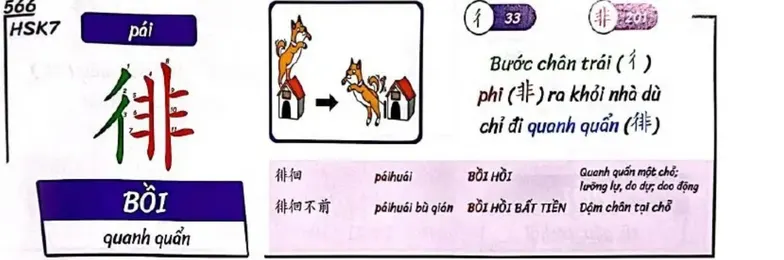 566
HSK7
pái
徘
BỒI
quanh quẩn
彳 33
非 201
Bước chân trái (彳)
phi (非) ra khỏi nhà dù
chỉ đi quanh quẩn (徘)
徘徊 páihuái BỒI HỒI Quanh quẩn một chỗ;
lưỡng lự, do dự; dao động
徘徊不前 páihuái bù qián BỒI HỒI BẤT TIỀN Dậm chân tại chỗ